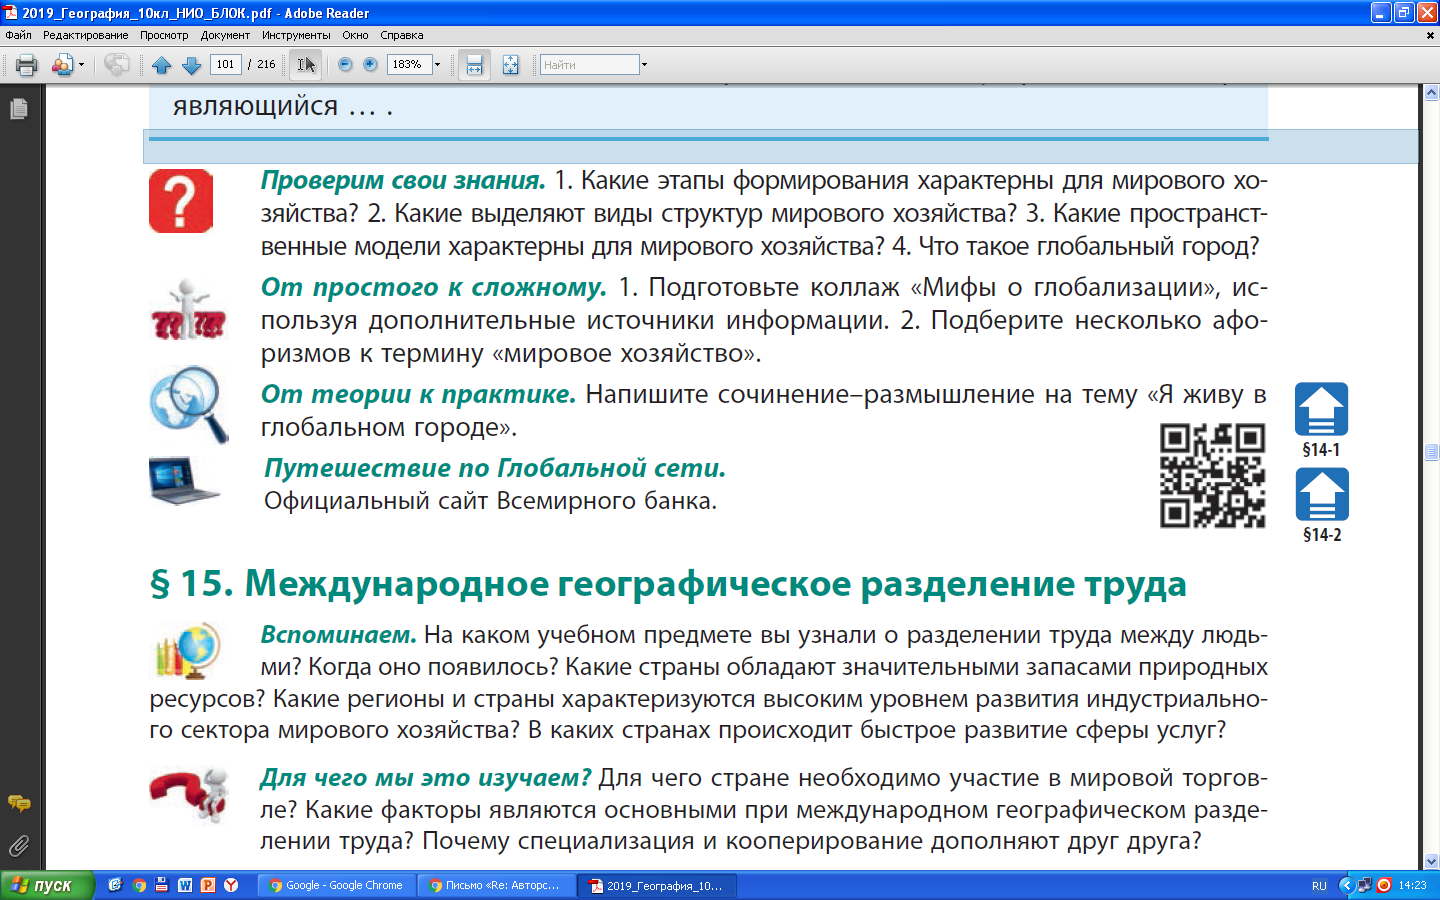 2019_География_10кл_НИО_БЛОК.pdf - Adobe Reader
Файл Редактирование Просмотр Документ Инструменты Окно Справка
101 / 216 183% Найти
являющийся … .
Проверим свои знания. 1. Какие этапы формирования характерны для мирового хо-
зяйства? 2. Какие выделяют виды структур мирового хозяйства? 3. Какие пространст-
венные модели характерны для мирового хозяйства? 4. Что такое глобальный город?
От простого к сложному. 1. Подготовьте коллаж «Мифы о глобализации», ис-
пользуя дополнительные источники информации. 2. Подберите несколько афо-
ризмов к термину «мировое хозяйство».
От теории к практике. Напишите сочинение–размышление на тему «Я живу в
глобальном городе».
§14-1
Путешествие по Глобальной сети.
Официальный сайт Всемирного банка.
§14-2
§ 15. Международное географическое разделение труда
Вспоминаем. На каком учебном предмете вы узнали о разделении труда между людь-
ми? Когда оно появилось? Какие страны обладают значительными запасами природных
ресурсов? Какие регионы и страны характеризуются высоким уровнем развития индустриально-
го сектора мирового хозяйства? В каких странах происходит быстрое развитие сферы услуг?
Для чего мы это изучаем? Для чего стране необходимо участие в мировой торгов-
ле? Какие факторы являются основными при международном географическом разде-
лении труда? Почему специализация и кооперирование дополняют друг друга?
пуск Google - Google Chrome Письмо «Re: Авторс... 2019_География_10... RU 14:23